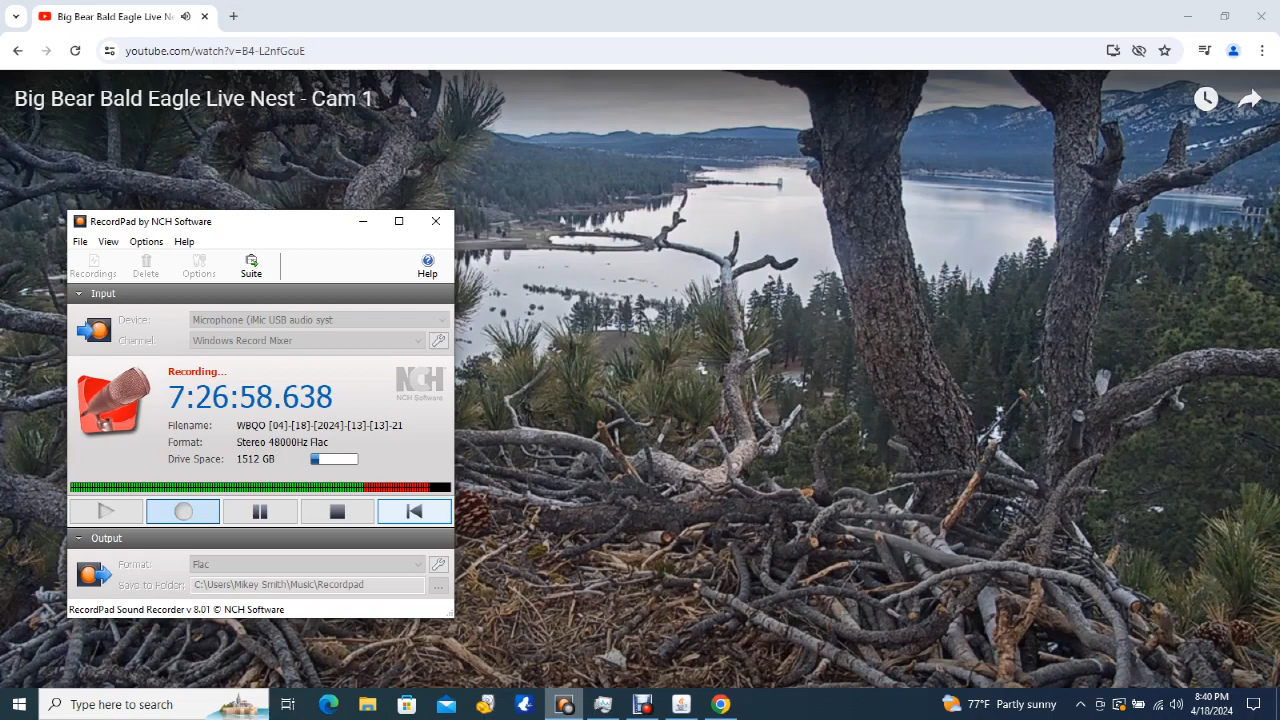 Big Bear Bald Eagle Live Ne
youtube.com/watch?v=B4-L2nfGcuE
Big Bear Bald Eagle Live Nest - Cam 1
RecordPad by NCH Software
File View Options Help
Recordings Delete Options Suite Help
Input
Device: Microphone (iMic USB audio syst
Channel: Windows Record Mixer
Recording...
NCH
NCH Software
7:26:58.638
Filename: WBQO [04]-[18]-[2024]-[13]-[13]-21
Format: Stereo 48000Hz Flac
Drive Space: 1512 GB
Output
Format: Flac
Save to Folder: C:\Users\Mikey Smith\Music\Recordpad
...
RecordPad Sound Recorder v 8.01 © NCH Software
Type here to search
77°F Partly sunny
8:40 PM
4/18/2024